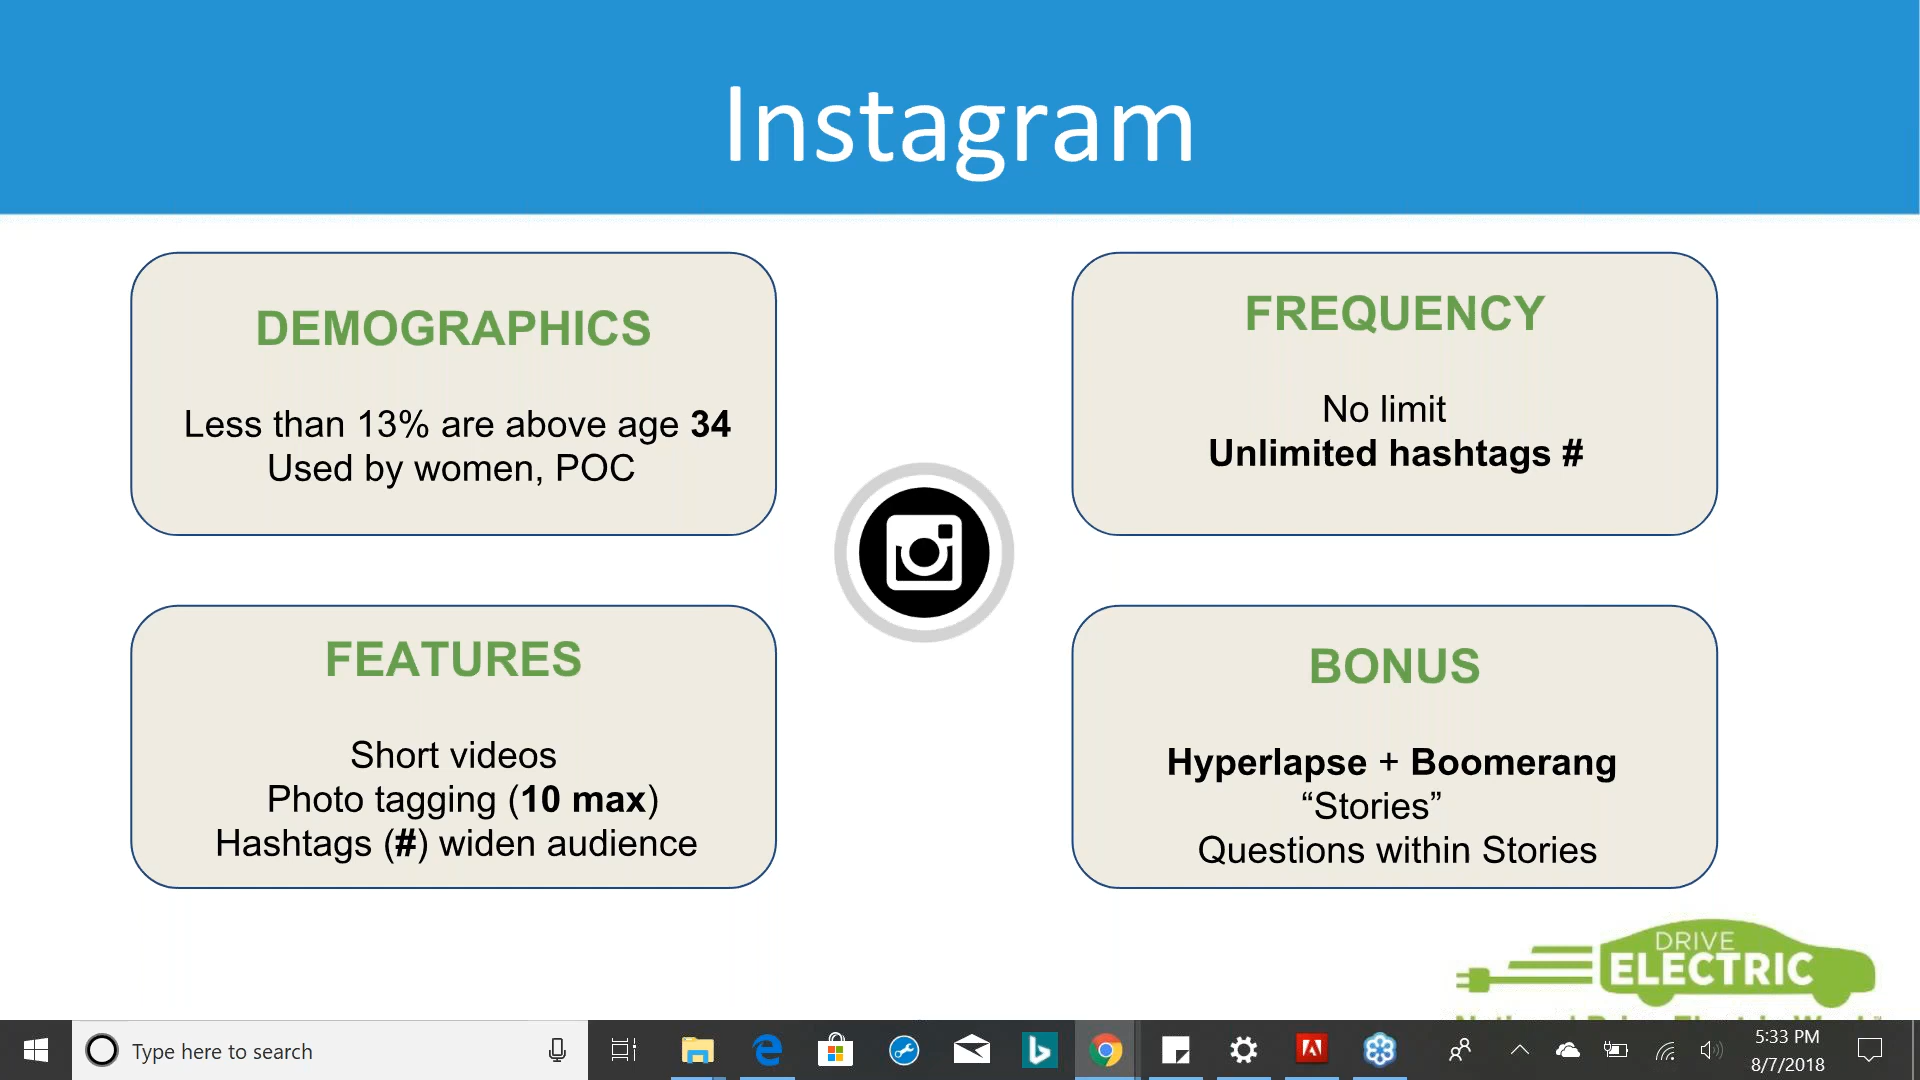 Instagram
DEMOGRAPHICS
Less than 13% are above age 34
Used by women, POC
FREQUENCY
No limit
Unlimited hashtags #
FEATURES
Short videos
Photo tagging (10 max)
Hashtags (#) widen audience
BONUS
Hyperlapse + Boomerang
“Stories”
Questions within Stories
DRIVE
ELECTRIC
Type here to search
5:33 PM
8/7/2018